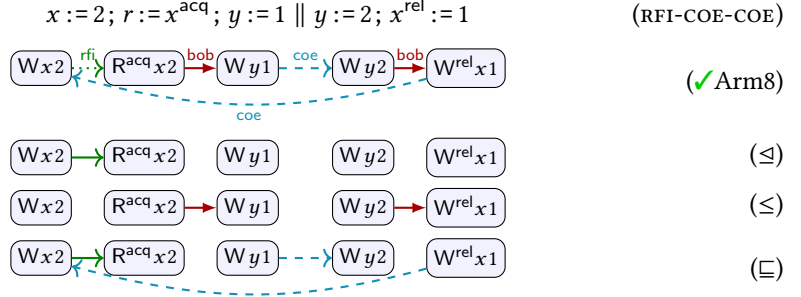 x := 2; r := x^acq; y := 1 ∥ y := 2; x^rel := 1 (RFI-COE-COE)
Wx2 rfi R^acq x2 bob Wy1 coe Wy2 bob W^rel x1 (✓Arm8)
coe
Wx2 R^acq x2 Wy1 Wy2 W^rel x1 (⊴)
Wx2 R^acq x2 Wy1 Wy2 W^rel x1 (≤)
Wx2 R^acq x2 Wy1 Wy2 W^rel x1 (⊑)